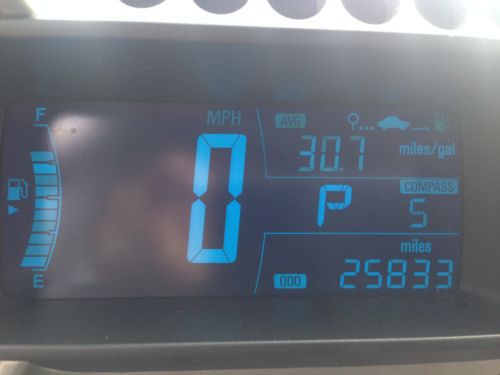 F
MPH
0
E
AVG
30.7 miles/gal
P
COMPASS
S
miles
ODO 25833